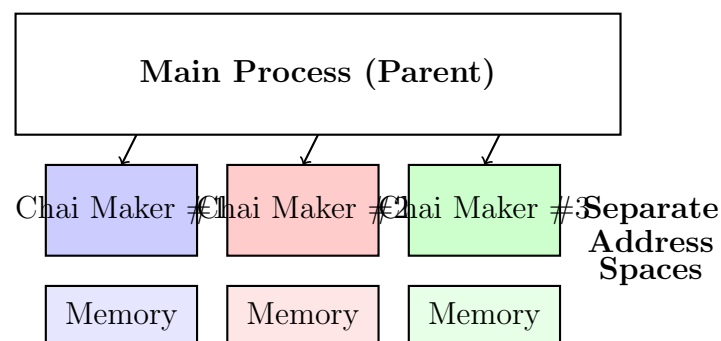 Main Process (Parent)
Chai Maker #1
Chai Maker #2
Chai Maker #3
Separate
Address
Spaces
Memory
Memory
Memory